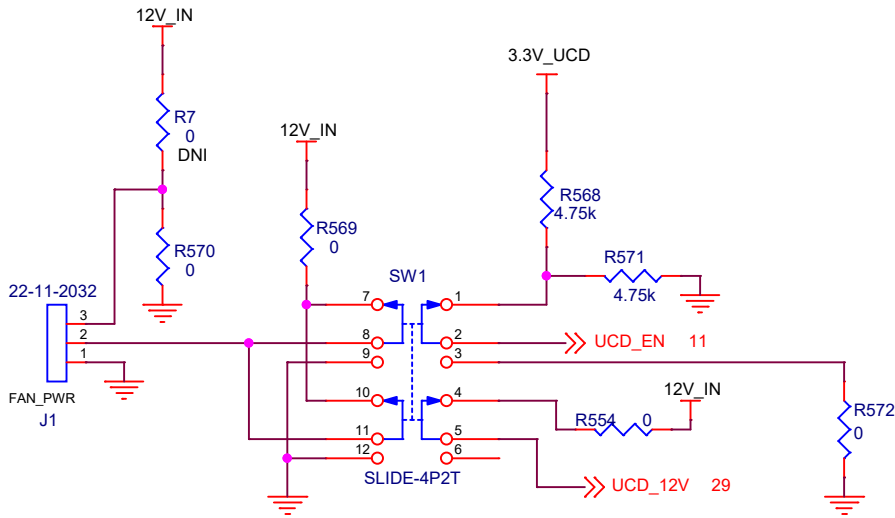 12V_IN
R7
0
DNI
R570
0
22-11-2032
3
2
1
FAN_PWR
J1
12V_IN
R569
0
3.3V_UCD
R568
4.75k
R571
4.75k
SW1
7
1
8
2
9
3
10
4
11
5
12
6
SLIDE-4P2T
UCD_EN 11
12V_IN
R554 0
R572
0
UCD_12V 29